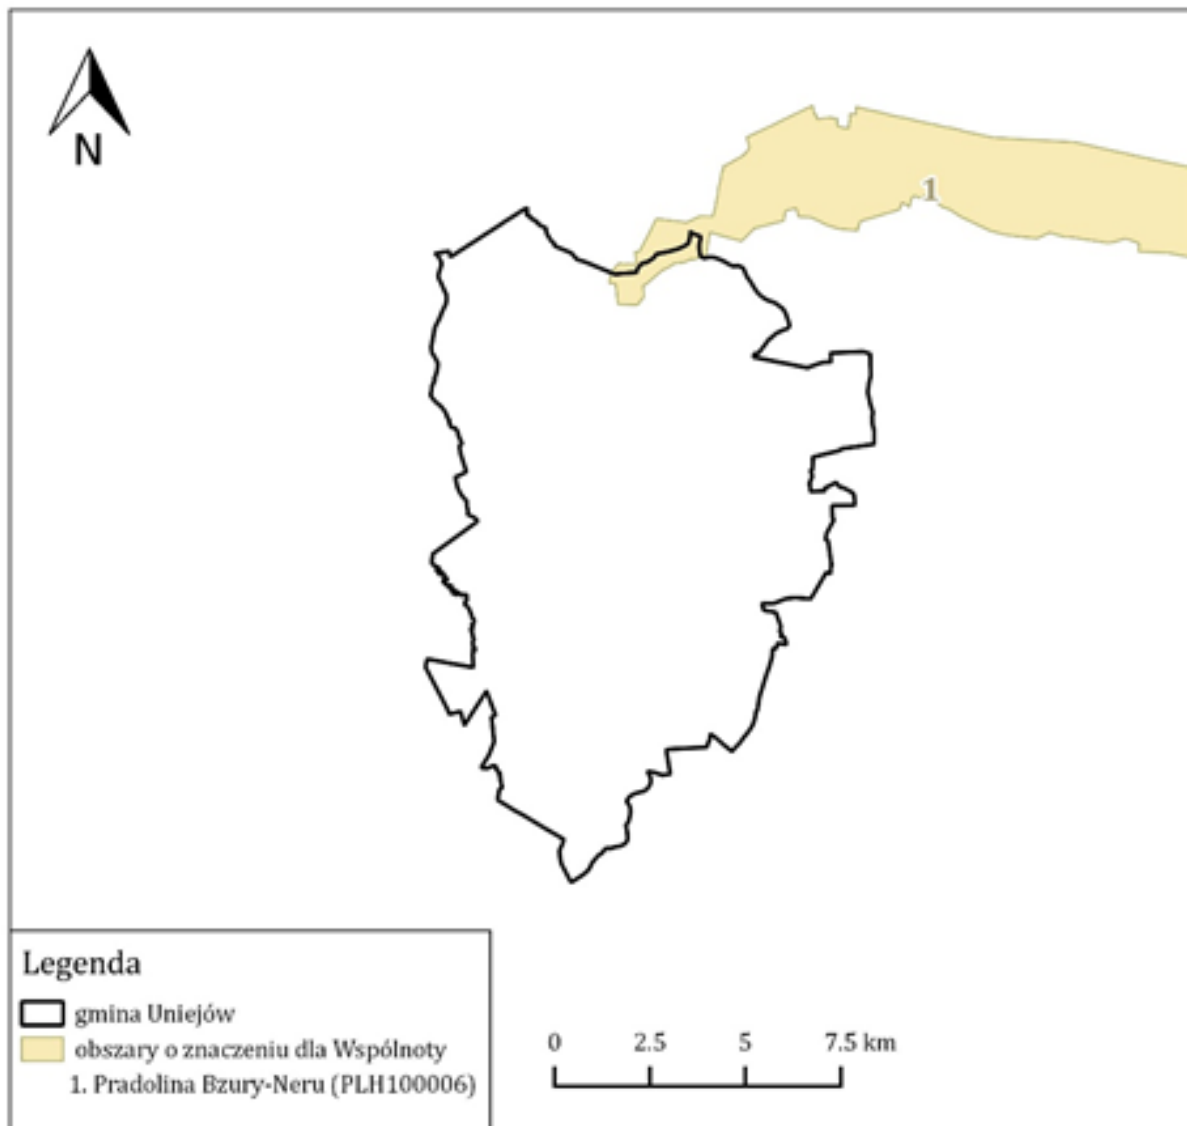 N
1
Legenda
gmina Uniejów
obszary o znaczeniu dla Wspólnoty
1. Pradolina Bzury-Neru (PLH100006)
0 2.5 5 7.5 km